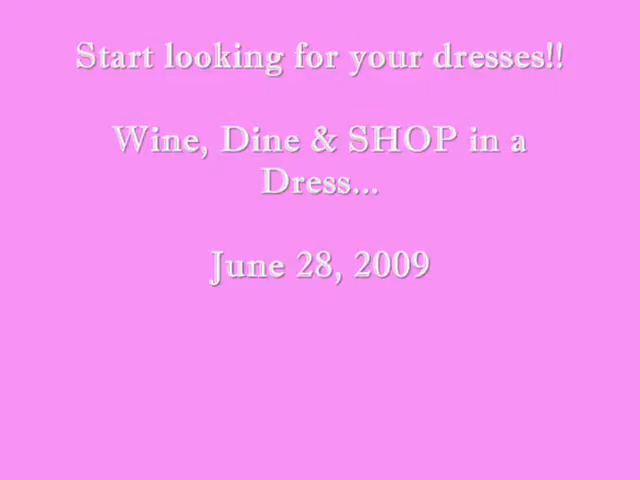 Start looking for your dresses!!
Wine, Dine & SHOP in a
Dress...
June 28, 2009